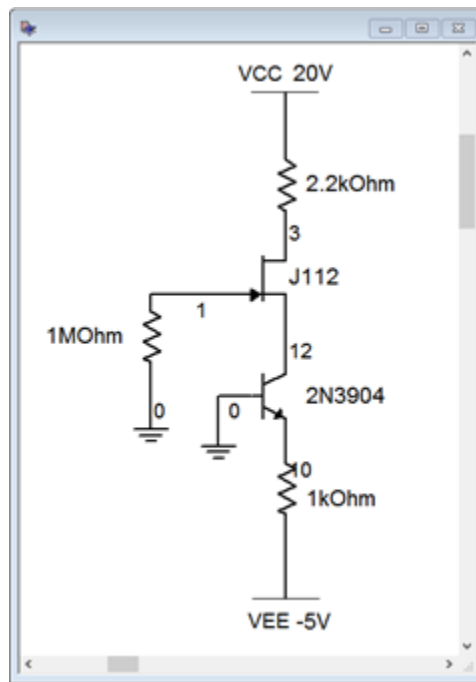 VCC 20V
2.2kOhm
3
J112
1
1MOhm
12
2N3904
0
0
10
1kOhm
VEE -5V